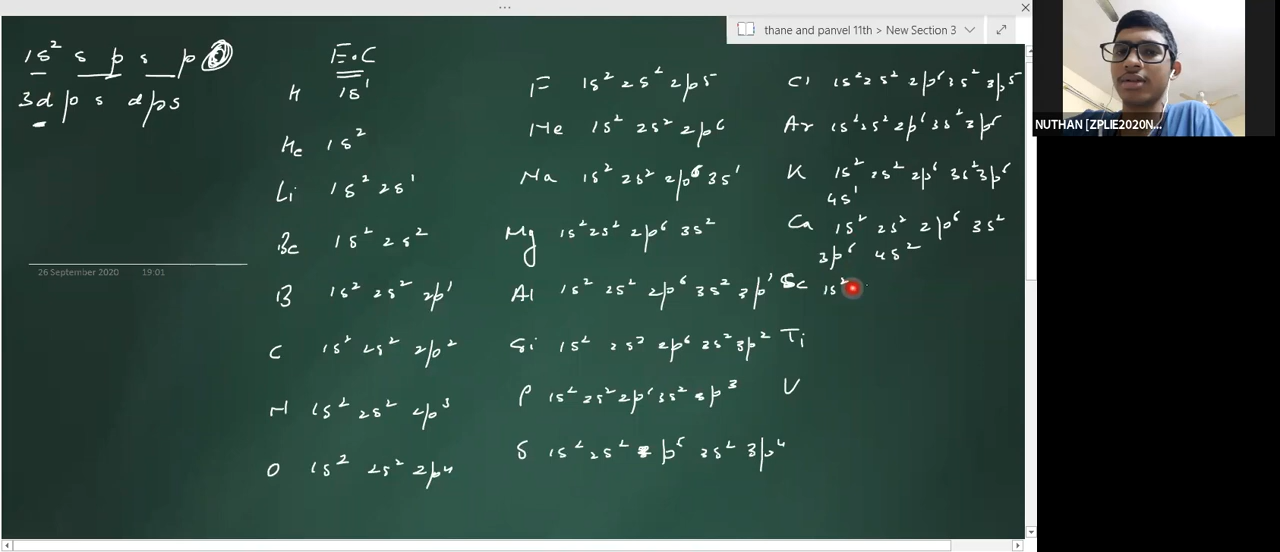 thane and panvel 11th > New Section 3
NUTHAN [ZPLIE2020N...
1s² s p s p
3d p s d p s
E.C
H 1s¹
He 1s²
Li 1s² 2s¹
Be 1s² 2s²
B 1s² 2s² 2p¹
C 1s² 2s² 2p²
N 1s² 2s² 2p³
O 1s² 2s² 2p⁴
26 September 2020 19:01
F 1s² 2s² 2p⁵
Ne 1s² 2s² 2p⁶
Na 1s² 2s² 2p⁶ 3s¹
Mg 1s² 2s² 2p⁶ 3s²
Al 1s² 2s² 2p⁶ 3s² 3p¹
Si 1s² 2s² 2p⁶ 3s² 3p²
P 1s² 2s² 2p⁶ 3s² 3p³
S 1s² 2s² 2p⁶ 3s² 3p⁴
Cl 1s² 2s² 2p⁶ 3s² 3p⁵
Ar 1s² 2s² 2p⁶ 3s² 3p⁶
K 1s² 2s² 2p⁶ 3s² 3p⁶
4s¹
Ca 1s² 2s² 2p⁶ 3s²
3p⁶ 4s²
Sc 1s²
Ti
V